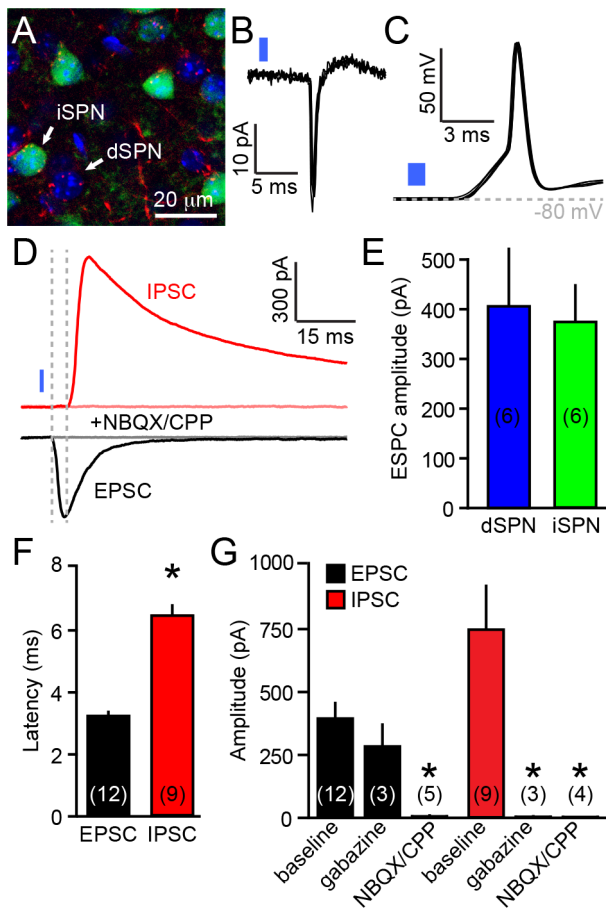 A
iSPN
dSPN
20 μm
B
10 pA
5 ms
C
50 mV
3 ms
-80 mV
D
IPSC
300 pA
15 ms
+NBQX/CPP
EPSC
E
ESPC amplitude (pA)
500
400
300
400
100
0
(6)
(6)
dSPN
iSPN
F
Latency (ms)
8
6
4
2
0
*
(12)
(9)
EPSC
IPSC
G
EPSC
IPSC
Amplitude (pA)
1000
750
500
250
0
(12)
(3)
*
(5)
(9)
*
(3)
*
(4)
baseline
gabazine
NBQX/CPP
baseline
gabazine
NBQX/CPP